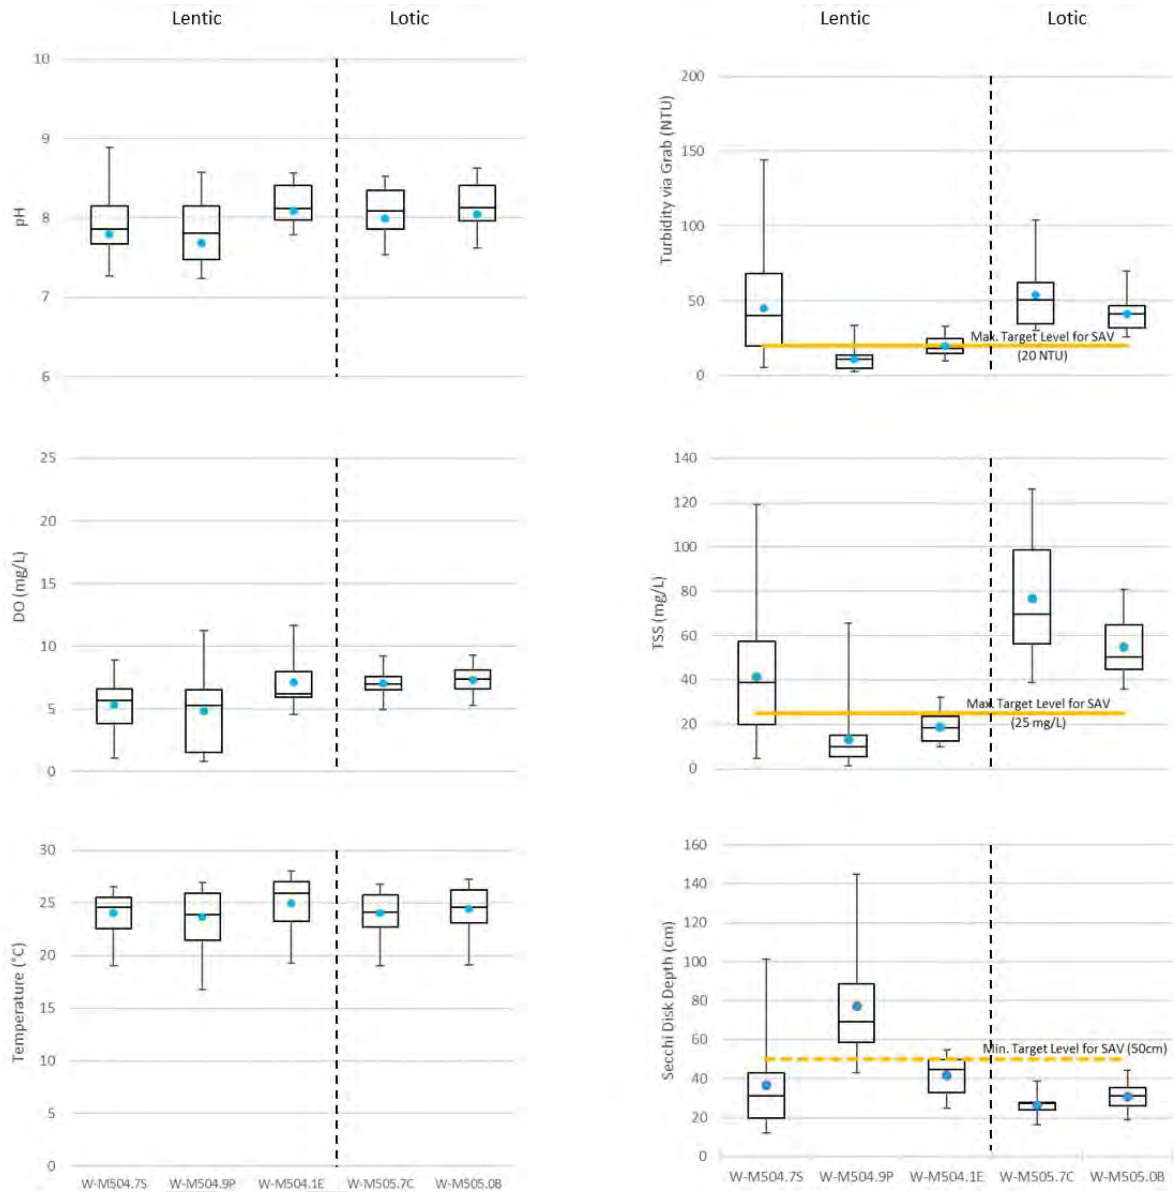 Lentic
Lotic
pH
10
9
8
7
6
DO (mg/L)
25
20
15
10
5
0
Temperature (°C)
30
25
20
15
10
5
0
W-M504.7S W-M504.9P W-M504.1E W-M505.7C W-M505.0B
Lentic
Lotic
Turbidity via Grab (NTU)
200
150
100
50
0
Max. Target Level for SAV
(20 NTU)
TSS (mg/L)
140
120
100
80
60
40
20
0
Max. Target Level for SAV
(25 mg/L)
Secchi Disk Depth (cm)
160
140
120
100
80
60
40
20
0
Min. Target Level for SAV (50cm)
W-M504.7S W-M504.9P W-M504.1E W-M505.7C W-M505.0B